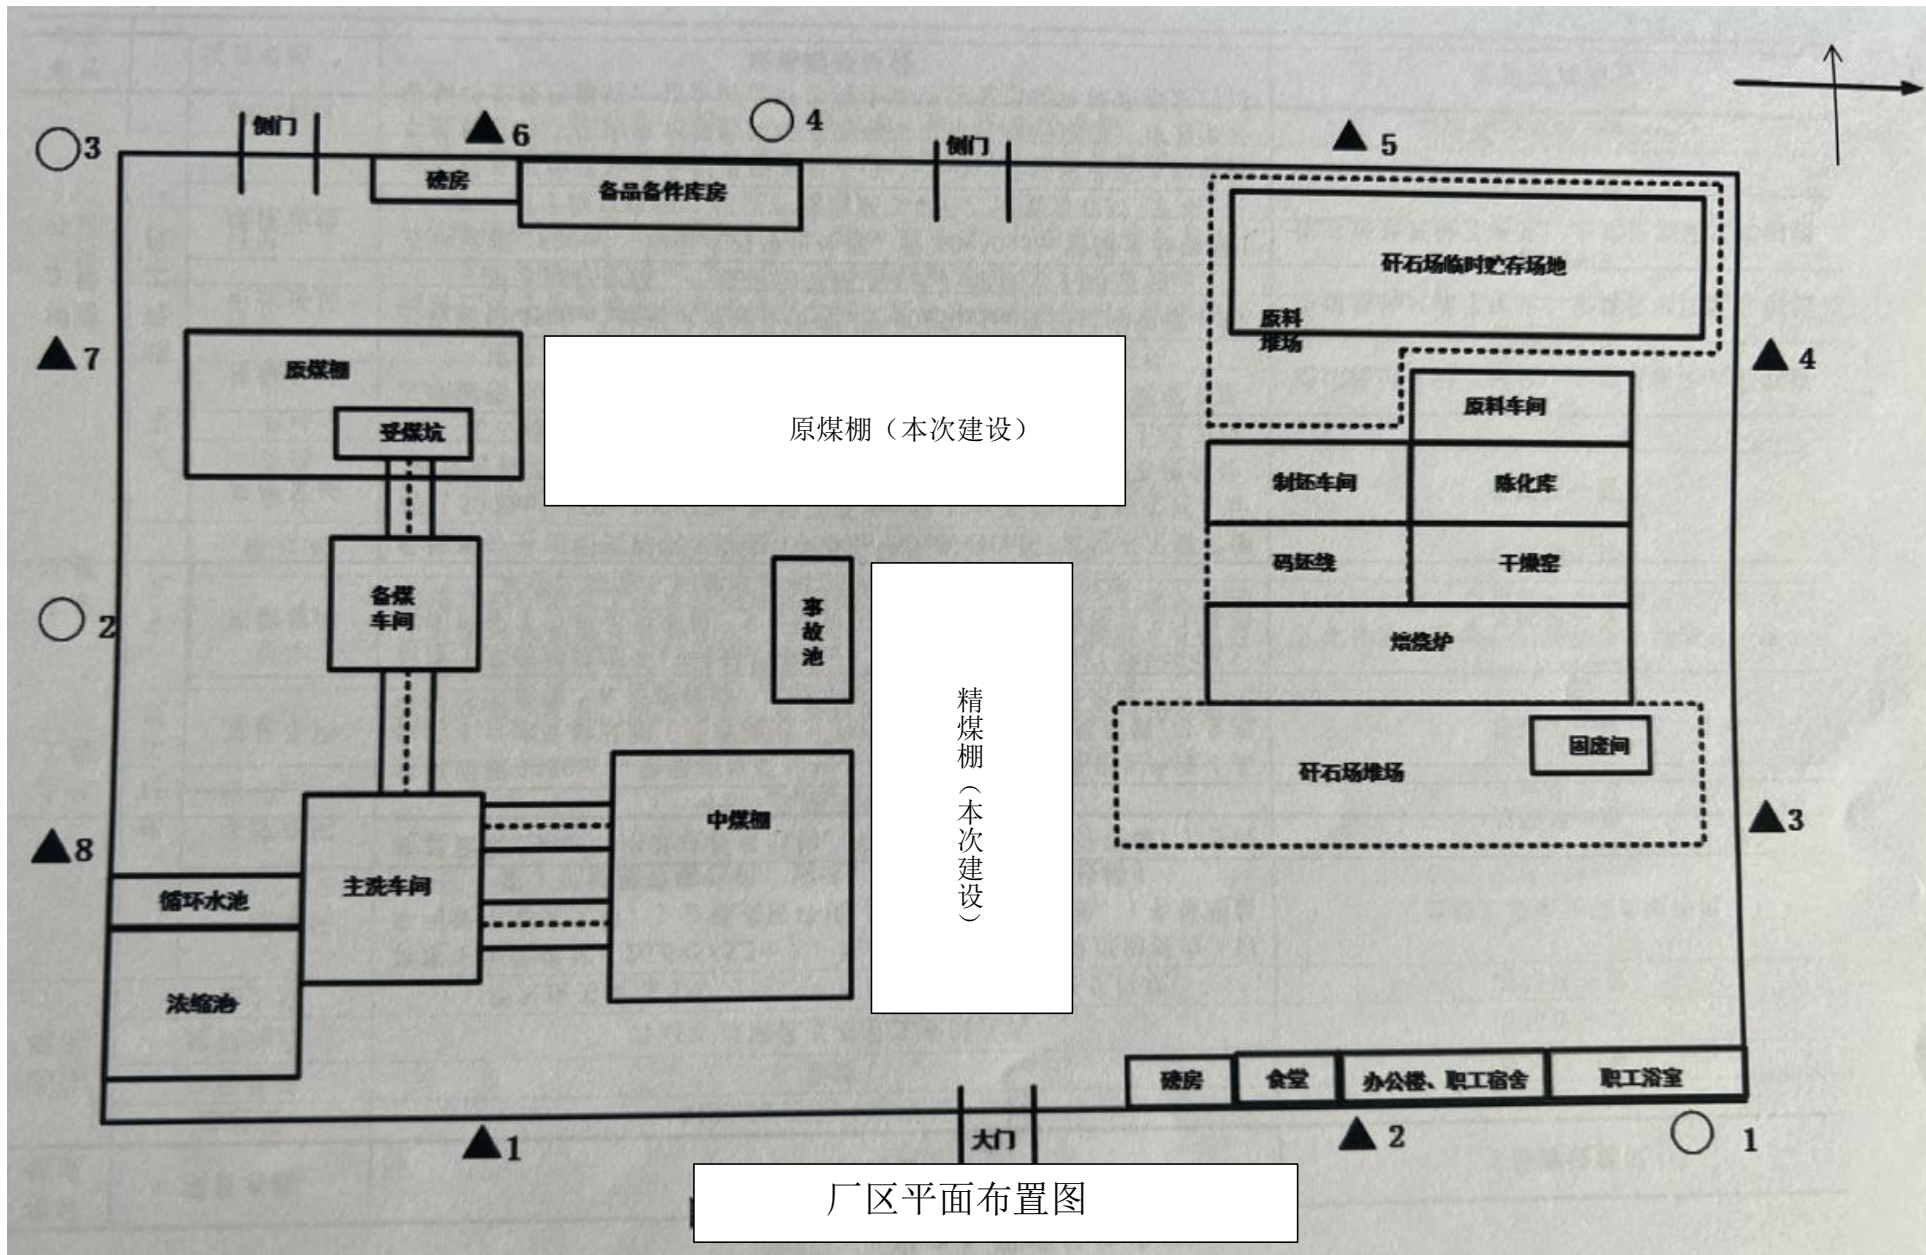 侧门
▲6
○4
侧门
▲5
○3
磅房
备品备件库房
矸石场临时贮存场地
原料
堆场
▲7
原煤棚
受煤坑
原煤棚（本次建设）
▲4
原料车间
制坯车间
陈化库
码坯线
干燥窑
○2
备煤
车间
事故池
焙烧炉
精煤棚（本次建设）
固废间
矸石场堆场
▲3
▲8
主洗车间
中煤棚
循环水池
浓缩池
磅房
食堂
办公楼、职工宿舍
职工浴室
▲1
大门
▲2
○1
厂区平面布置图